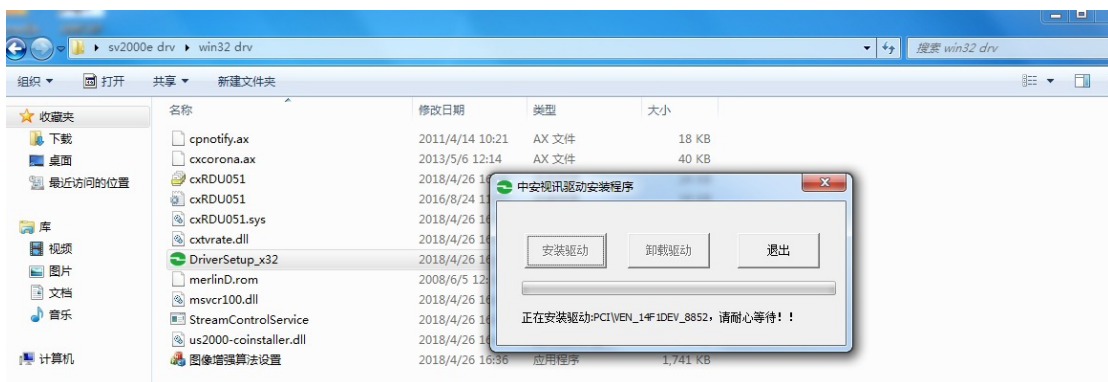 sv2000e drv ▸ win32 drv
搜索 win32 drv
组织 打开 共享 新建文件夹
收藏夹
下载
桌面
最近访问的位置
库
视频
图片
文档
音乐
计算机
名称 修改日期 类型 大小
cpnotify.ax 2011/4/14 10:21 AX 文件 18 KB
cxcorona.ax 2013/5/6 12:14 AX 文件 40 KB
cxRDU051 2018/4/26
cxRDU051 2016/8/24
cxRDU051.sys 2018/4/26
cxtvrate.dll 2018/4/26
DriverSetup_x32 2018/4/26
merlinD.rom 2008/6/5
msvcr100.dll 2018/4/26
StreamControlService 2018/4/26
us2000-coinstaller.dll 2018/4/26
图像增强算法设置 2018/4/26 16:36 应用程序 1,741 KB
中安视讯驱动安装程序
安装驱动 卸载驱动 退出
正在安装驱动:PCI\VEN_14F1DEV_8852，请耐心等待！！